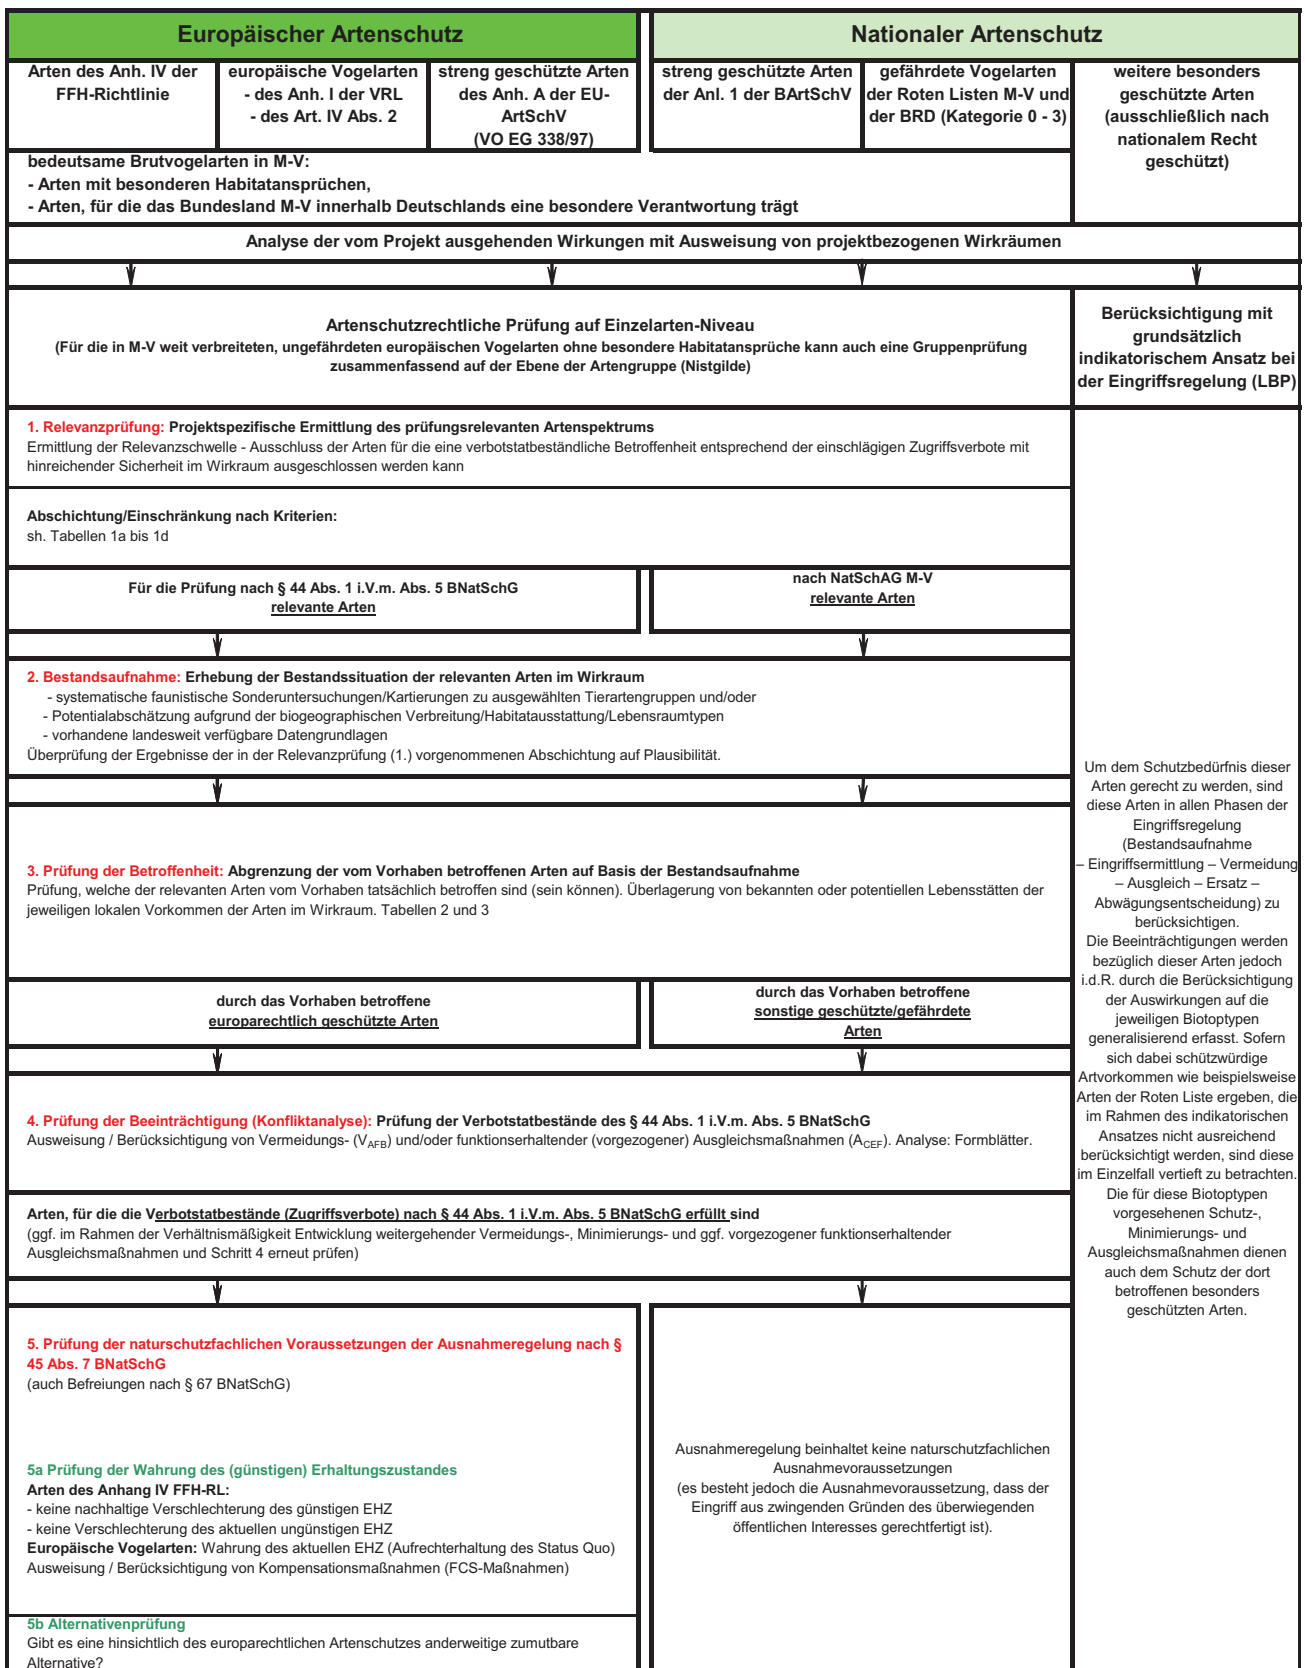 Europäischer Artenschutz
Nationaler Artenschutz
Arten des Anh. IV der
FFH-Richtlinie
europäische Vogelarten
- des Anh. I der VRL
- des Art. IV Abs. 2
streng geschützte Arten
des Anh. A der EU-
ArtSchV
(VO EG 338/97)
streng geschützte Arten
der Anl. 1 der BArtSchV
gefährdete Vogelarten
der Roten Listen M-V und
der BRD (Kategorie 0 - 3)
weitere besonders
geschützte Arten
(ausschließlich nach
nationalem Recht
geschützt)
bedeutsame Brutvogelarten in M-V:
- Arten mit besonderen Habitatansprüchen,
- Arten, für die das Bundesland M-V innerhalb Deutschlands eine besondere Verantwortung trägt
Analyse der vom Projekt ausgehenden Wirkungen mit Ausweisung von projektbezogenen Wirkräumen
Artenschutzrechtliche Prüfung auf Einzelarten-Niveau
(Für die in M-V weit verbreiteten, ungefährdeten europäischen Vogelarten ohne besondere Habitatansprüche kann auch eine Gruppenprüfung
zusammenfassend auf der Ebene der Artengruppe (Nistgilde)
Berücksichtigung mit
grundsätzlich
indikatorischem Ansatz bei
der Eingriffsregelung (LBP)
1. Relevanzprüfung: Projektspezifische Ermittlung des prüfungsrelevanten Artenspektrums
Ermittlung der Relevanzschwelle - Ausschluss der Arten für die eine verbotstatbeständliche Betroffenheit entsprechend der einschlägigen Zugriffsverbote mit
hinreichender Sicherheit im Wirkraum ausgeschlossen werden kann
Abschichtung/Einschränkung nach Kriterien:
sh. Tabellen 1a bis 1d
Für die Prüfung nach § 44 Abs. 1 i.V.m. Abs. 5 BNatSchG
relevante Arten
nach NatSchAG M-V
relevante Arten
2. Bestandsaufnahme: Erhebung der Bestandssituation der relevanten Arten im Wirkraum
- systematische faunistische Sonderuntersuchungen/Kartierungen zu ausgewählten Tierartengruppen und/oder
- Potentialabschätzung aufgrund der biogeographischen Verbreitung/Habitatausstattung/Lebensraumtypen
- vorhandene landesweit verfügbare Datengrundlagen
Überprüfung der Ergebnisse der in der Relevanzprüfung (1.) vorgenommenen Abschichtung auf Plausibilität.
3. Prüfung der Betroffenheit: Abgrenzung der vom Vorhaben betroffenen Arten auf Basis der Bestandsaufnahme
Prüfung, welche der relevanten Arten vom Vorhaben tatsächlich betroffen sind (sein können). Überlagerung von bekannten oder potentiellen Lebensstätten der
jeweiligen lokalen Vorkommen der Arten im Wirkraum. Tabellen 2 und 3
durch das Vorhaben betroffene
europarechtlich geschützte Arten
durch das Vorhaben betroffene
sonstige geschützte/gefährdete
Arten
4. Prüfung der Beeinträchtigung (Konfliktanalyse): Prüfung der Verbotstatbestände des § 44 Abs. 1 i.V.m. Abs. 5 BNatSchG
Ausweisung / Berücksichtigung von Vermeidungs- (VAFB) und/oder funktionserhaltender (vorgezogener) Ausgleichsmaßnahmen (ACEF). Analyse: Formblätter.
Arten, für die die Verbotstatbestände (Zugriffsverbote) nach § 44 Abs. 1 i.V.m. Abs. 5 BNatSchG erfüllt sind
(ggf. im Rahmen der Verhältnismäßigkeit Entwicklung weitergehender Vermeidungs-, Minimierungs- und ggf. vorgezogener funktionserhaltender
Ausgleichsmaßnahmen und Schritt 4 erneut prüfen)
5. Prüfung der naturschutzfachlichen Voraussetzungen der Ausnahmeregelung nach §
45 Abs. 7 BNatSchG
(auch Befreiungen nach § 67 BNatSchG)
5a Prüfung der Wahrung des (günstigen) Erhaltungszustandes
Arten des Anhang IV FFH-RL:
- keine nachhaltige Verschlechterung des günstigen EHZ
- keine Verschlechterung des aktuellen ungünstigen EHZ
Europäische Vogelarten: Wahrung des aktuellen EHZ (Aufrechterhaltung des Status Quo)
Ausweisung / Berücksichtigung von Kompensationsmaßnahmen (FCS-Maßnahmen)
5b Alternativenprüfung
Gibt es eine hinsichtlich des europarechtlichen Artenschutzes anderweitige zumutbare
Alternative?
Ausnahmeregelung beinhaltet keine naturschutzfachlichen
Ausnahmevoraussetzungen
(es besteht jedoch die Ausnahmevoraussetzung, dass der
Eingriff aus zwingenden Gründen des überwiegenden
öffentlichen Interesses gerechtfertigt ist).
Um dem Schutzbedürfnis dieser
Arten gerecht zu werden, sind
diese Arten in allen Phasen der
Eingriffsregelung
(Bestandsaufnahme
– Eingriffsermittlung – Vermeidung
– Ausgleich – Ersatz –
Abwägungsentscheidung) zu
berücksichtigen.
Die Beeinträchtigungen werden
bezüglich dieser Arten jedoch
i.d.R. durch die Berücksichtigung
der Auswirkungen auf die
jeweiligen Biotoptypen
generalisierend erfasst. Sofern
sich dabei schützwürdige
Artvorkommen wie beispielsweise
Arten der Roten Liste ergeben, die
im Rahmen des indikatorischen
Ansatzes nicht ausreichend
berücksichtigt werden, sind diese
im Einzelfall vertieft zu betrachten.
Die für diese Biotoptypen
vorgesehenen Schutz-,
Minimierungs- und
Ausgleichsmaßnahmen dienen
auch dem Schutz der dort
betroffenen besonders
geschützten Arten.